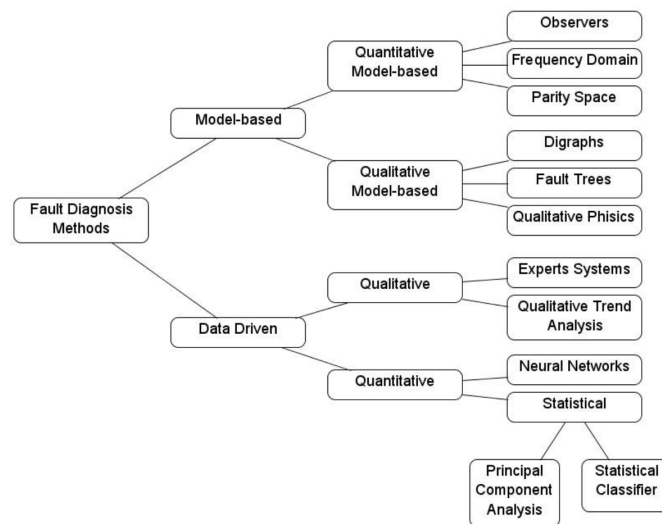 Observers
Quantitative
Model-based
Frequency Domain
Parity Space
Model-based
Digraphs
Qualitative
Model-based
Fault Trees
Qualitative Phisics
Fault Diagnosis
Methods
Experts Systems
Qualitative
Qualitative Trend
Analysis
Data Driven
Neural Networks
Quantitative
Statistical
Principal
Component
Analysis
Statistical
Classifier